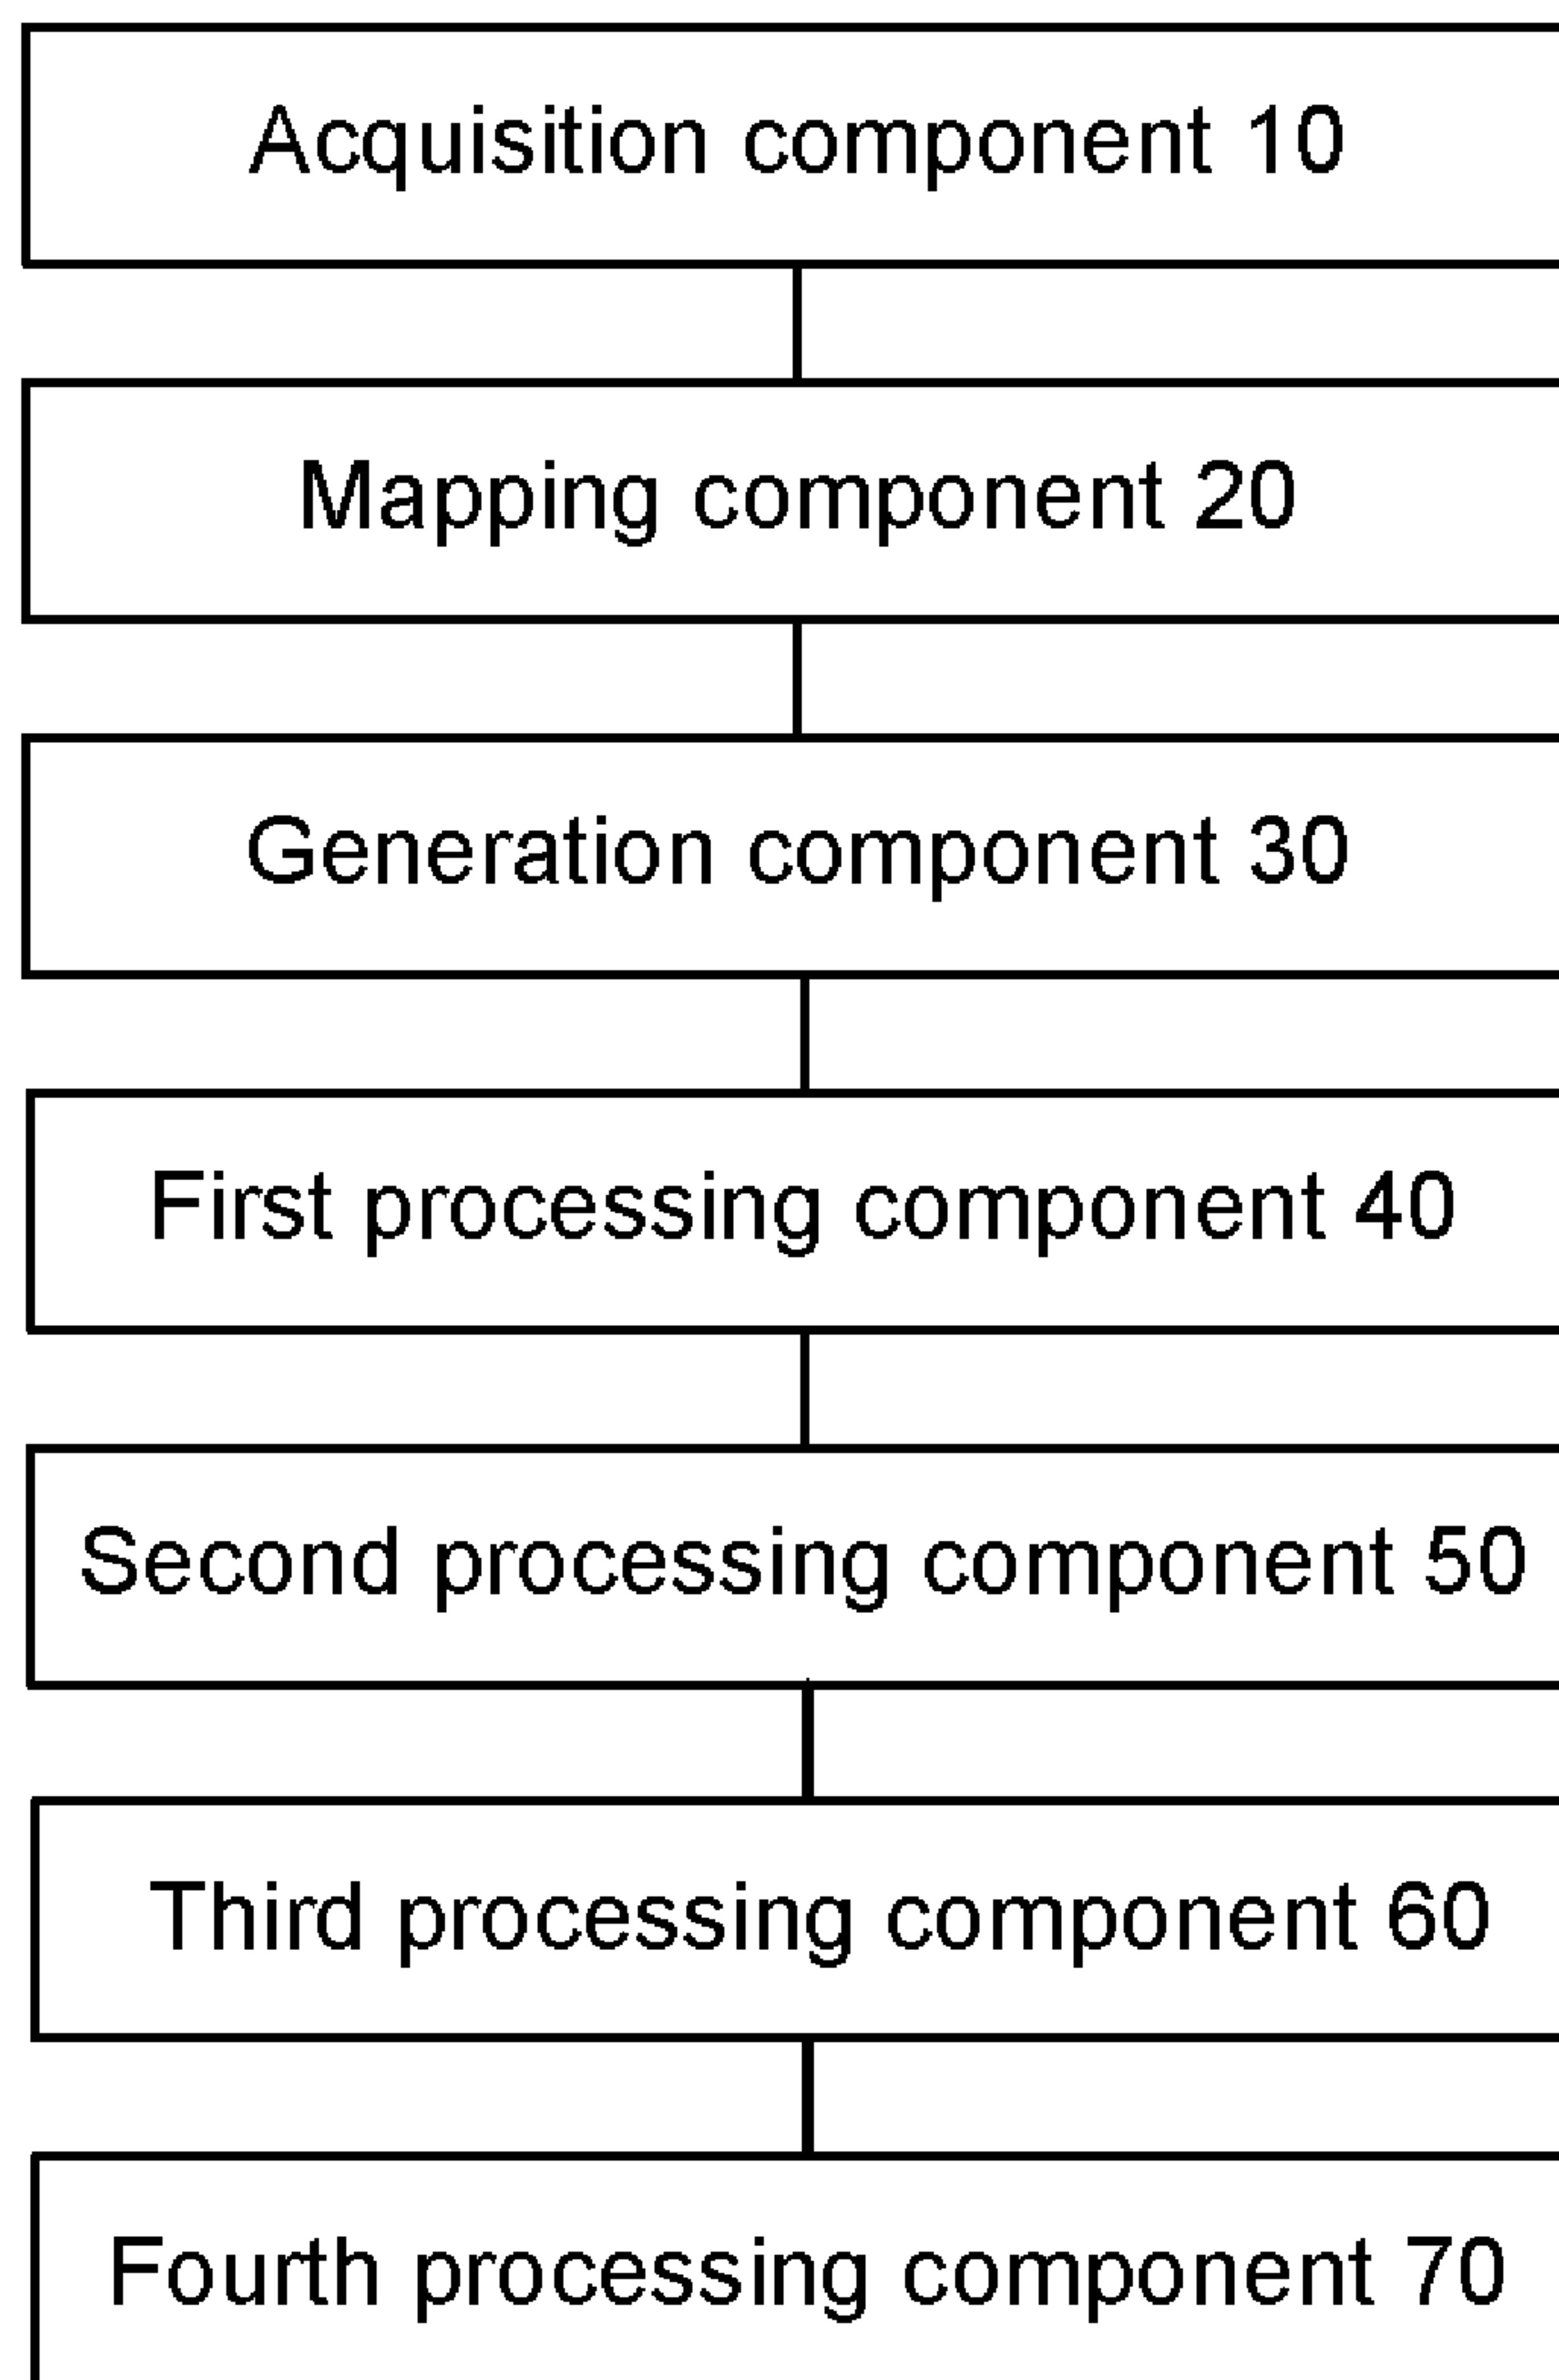 Acquisition component 10
Mapping component 20
Generation component 30
First processing component 40
Second processing component 50
Third processing component 60
Fourth processing component 70